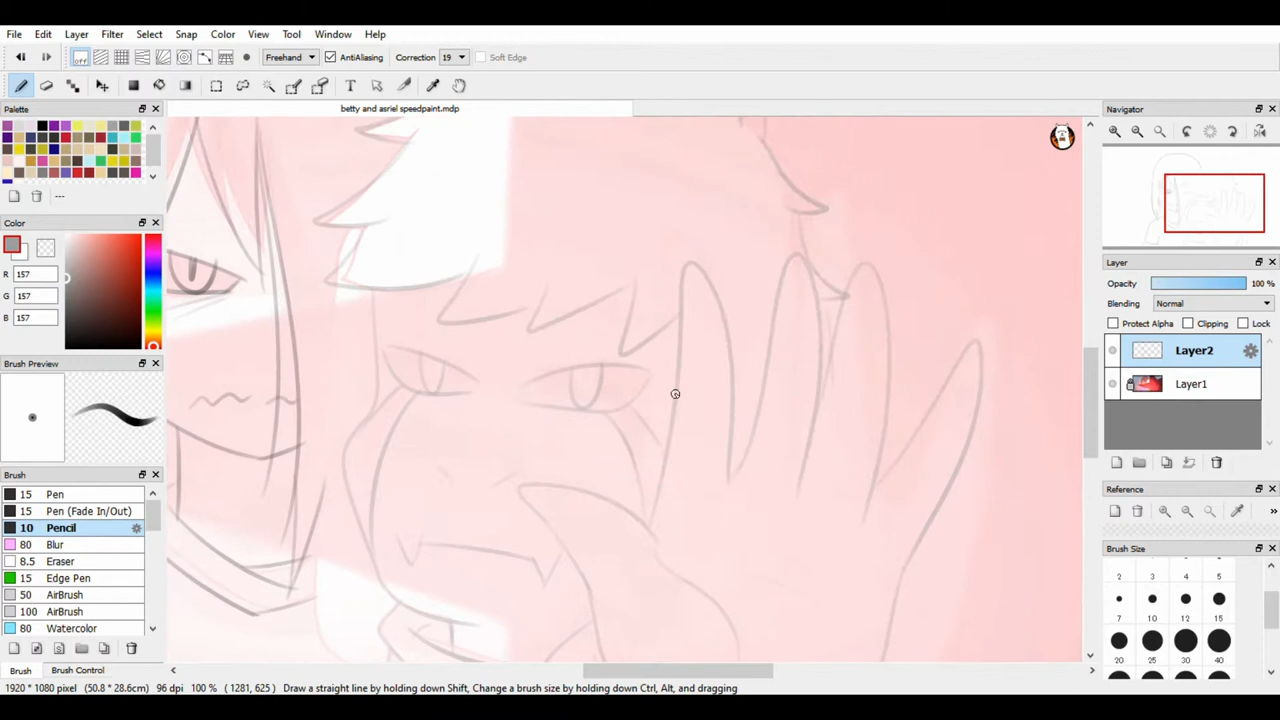 File Edit Layer Filter Select Snap Color View Tool Window Help
off Freehand AntiAliasing Correction 19 Soft Edge
betty and asriel speedpaint.mdp
Palette
---
Color
R 157
G 157
B 157
Brush Preview
Brush
15 Pen
15 Pen (Fade In/Out)
10 Pencil
80 Blur
8.5 Eraser
15 Edge Pen
50 AirBrush
100 AirBrush
80 Watercolor
Brush Brush Control
Navigator
Layer
Opacity 100 %
Blending Normal
Protect Alpha Clipping Lock
Layer2
Layer1
Reference
Brush Size
2 3 4 5
7 10 12 15
20 25 30 40
1920 * 1080 pixel (50.8 * 28.6cm) 96 dpi 100 % ( 1281, 625 ) Draw a straight line by holding down Shift, Change a brush size by holding down Ctrl, Alt, and dragging